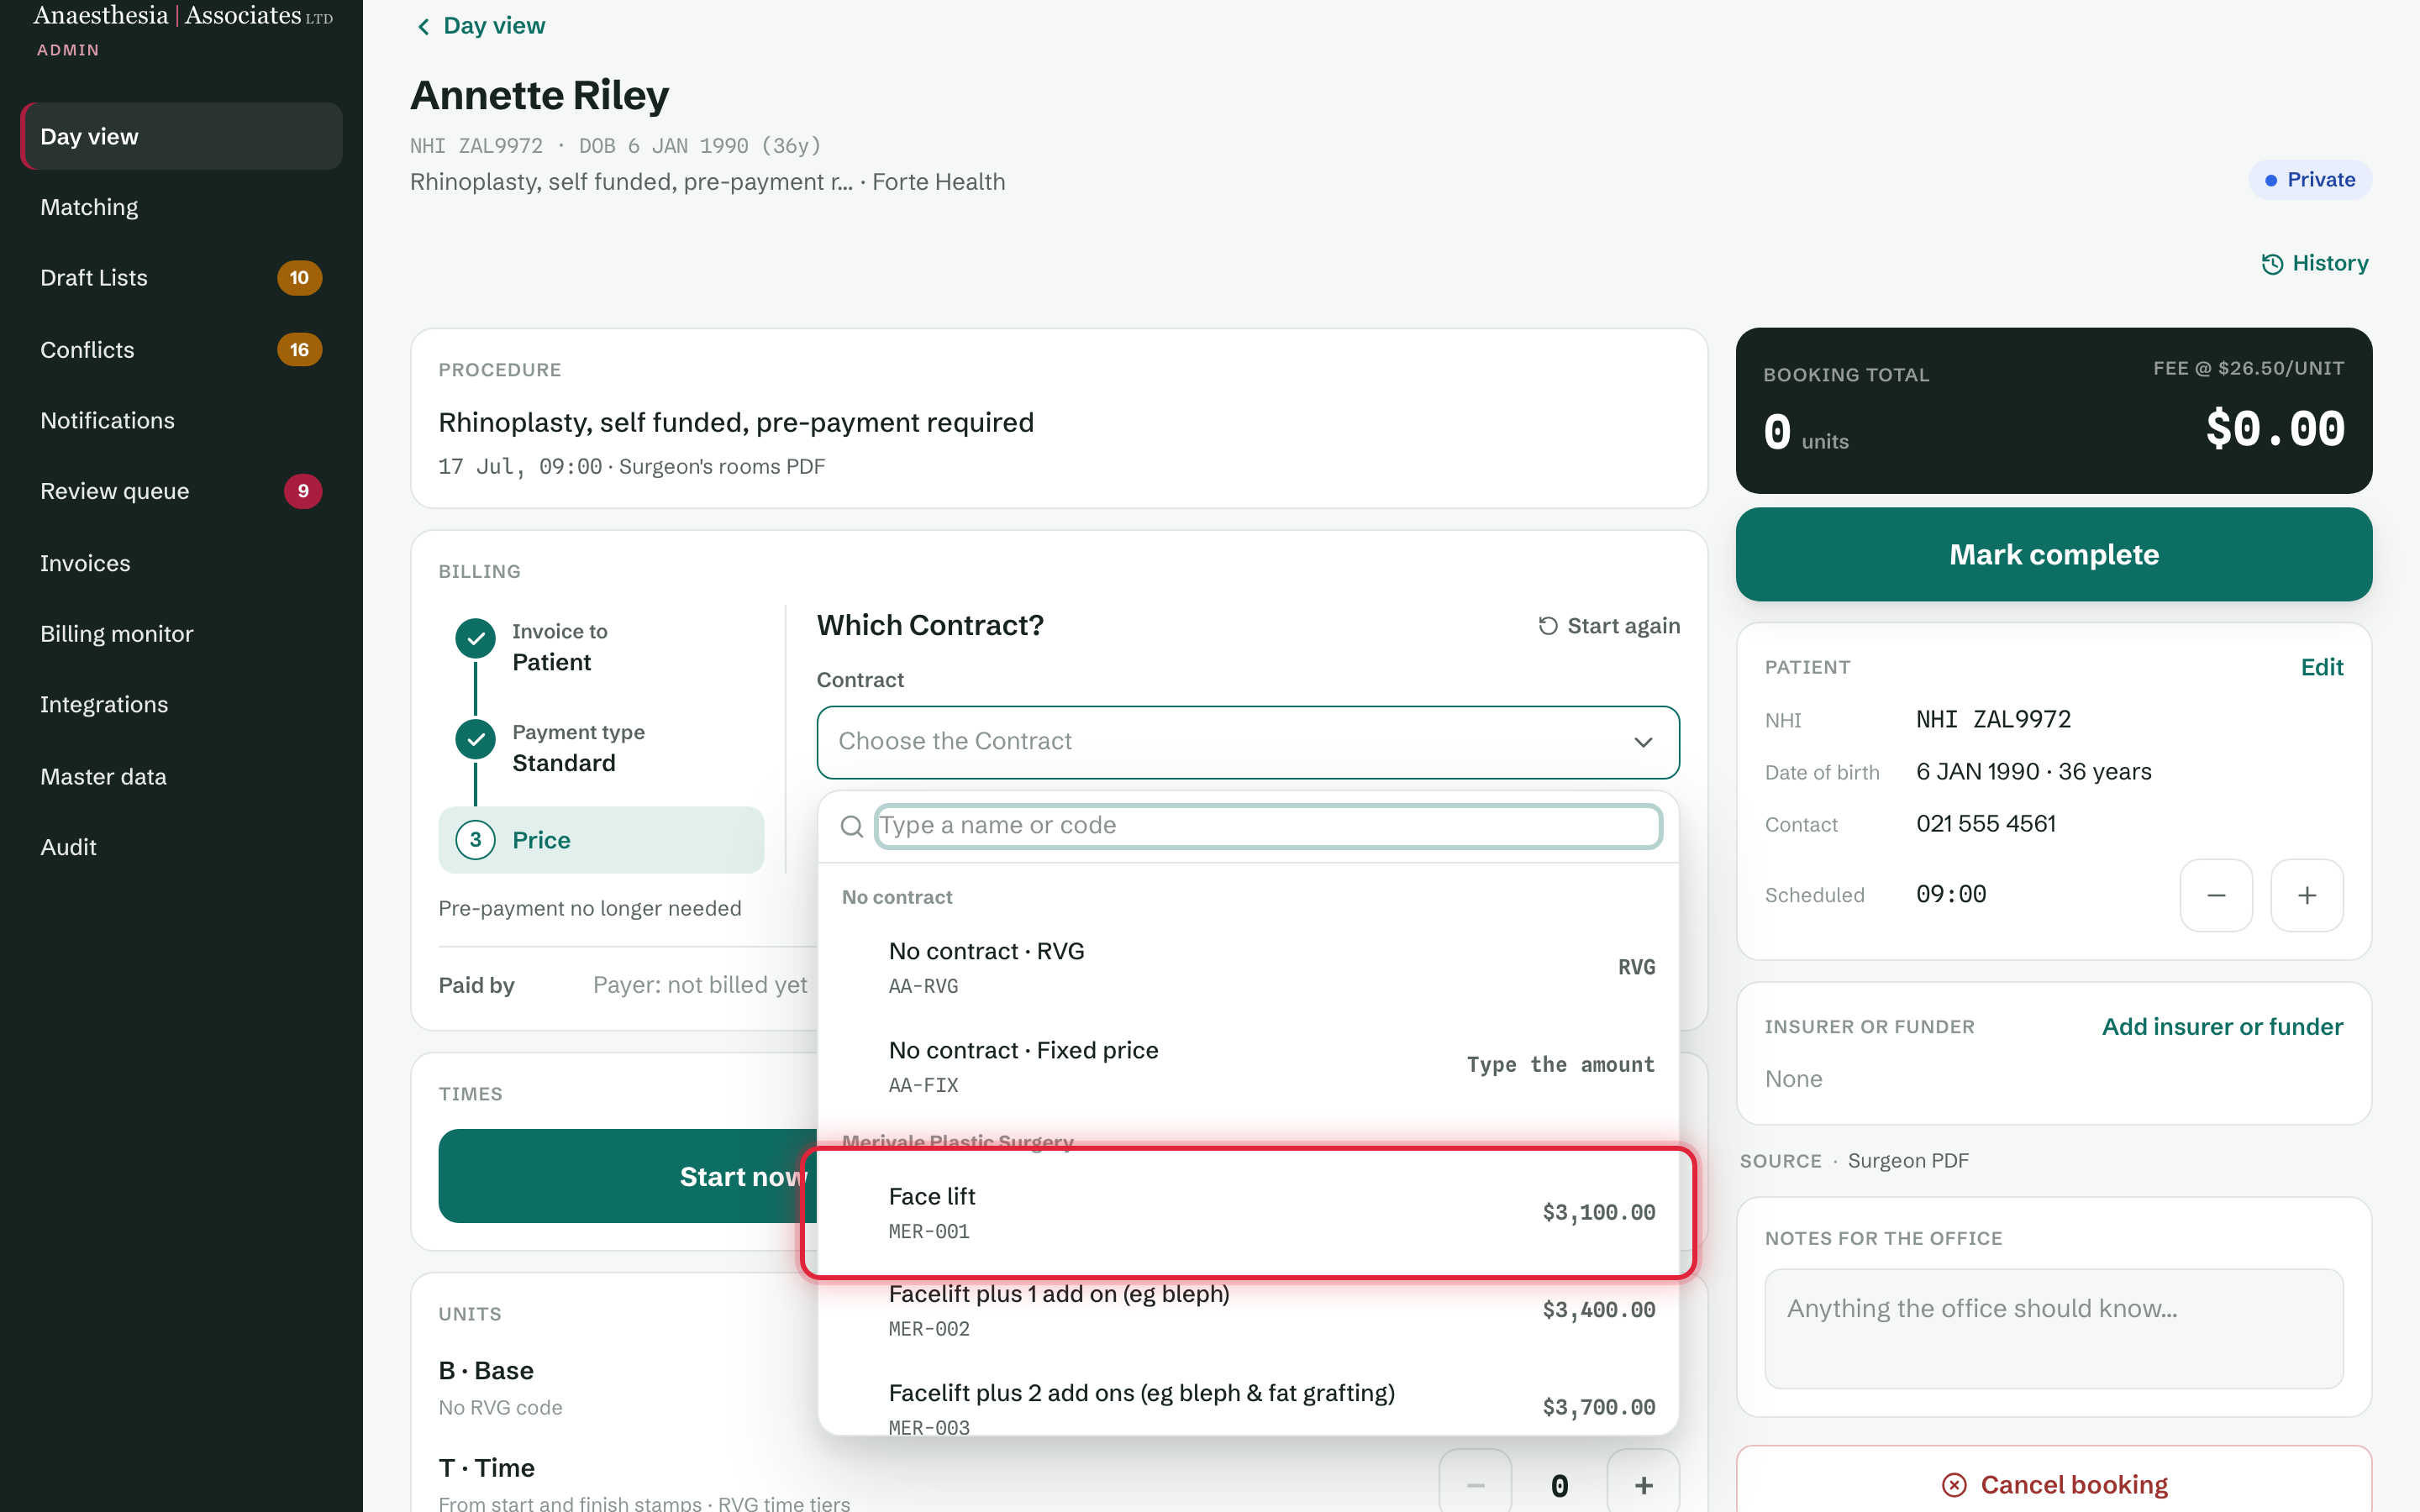 Anaesthesia | Associates LTD
ADMIN
Day view
Matching
Draft Lists 10
Conflicts 16
Notifications
Review queue 9
Invoices
Billing monitor
Integrations
Master data
Audit
Day view
Annette Riley
NHI ZAL9972 · DOB 6 JAN 1990 (36y)
Rhinoplasty, self funded, pre-payment r... · Forte Health
Private
History
PROCEDURE
Rhinoplasty, self funded, pre-payment required
17 Jul, 09:00 · Surgeon's rooms PDF
BILLING
Invoice to
Patient
Payment type
Standard
3 Price
Pre-payment no longer needed
Paid by Payer: not billed yet
Which Contract?
Start again
Contract
Choose the Contract
Type a name or code
No contract
No contract · RVG
AA-RVG
RVG
No contract · Fixed price
AA-FIX
Type the amount
Merivale Plastic Surgery
Face lift
MER-001
$3,100.00
Facelift plus 1 add on (eg bleph)
MER-002
$3,400.00
Facelift plus 2 add ons (eg bleph & fat grafting)
MER-003
$3,700.00
TIMES
Start now
UNITS
B · Base
No RVG code
T · Time
From start and finish stamps · RVG time tiers
− 0 +
BOOKING TOTAL
FEE @ $26.50/UNIT
0 units
$0.00
Mark complete
PATIENT
Edit
NHI NHI ZAL9972
Date of birth 6 JAN 1990 · 36 years
Contact 021 555 4561
Scheduled 09:00 − +
INSURER OR FUNDER
Add insurer or funder
None
SOURCE · Surgeon PDF
NOTES FOR THE OFFICE
Anything the office should know...
Cancel booking